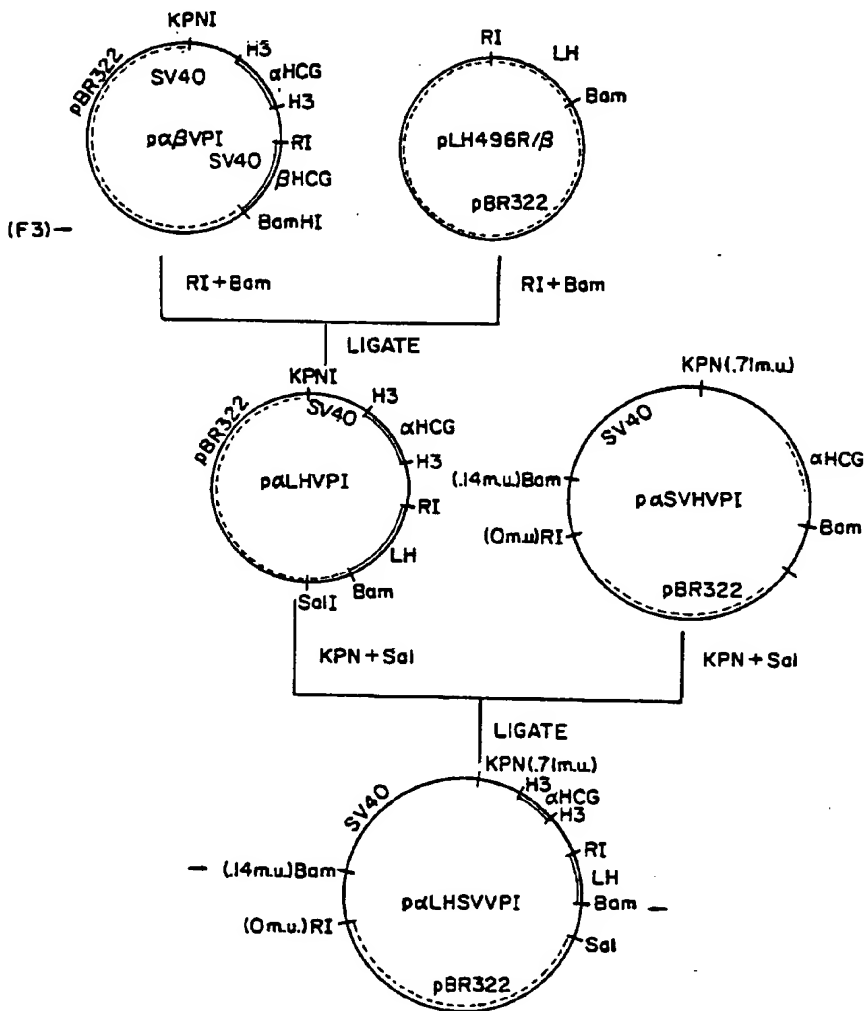 KPNI
H3
pBR322
SV40
αHCG
H3
pαβVPI
RI
SV40
βHCG
BamHI
(F3)—
RI
LH
Bam
pLH496R/β
pBR322
RI+Bam
RI+Bam
LIGATE
KPNI
H3
pBR322
SV40
αHCG
H3
pαLHVPI
RI
LH
Bam
SalI
KPN(.71m.u.)
SV40
αHCG
(.14m.u.)Bam
pαSVHVPI
(0m.u.)RI
Bam
pBR322
KPN+Sal
KPN+Sal
LIGATE
KPN(.71m.u.)
H3
αHCG
H3
SV40
RI
— (.14m.u.)Bam
LH
pαLHSVVPI
Bam —
(0m.u.)RI
Sal
pBR322